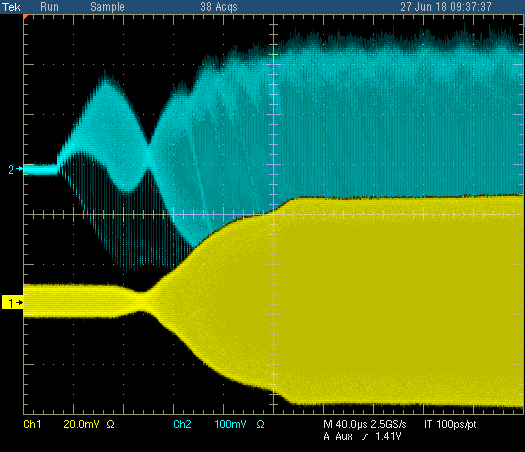 Tek Run Sample 38 Acqs 27 Jun 18 09:37:37
2→
1→
Ch1 20.0mV Ω Ch2 100mV Ω M 40.0µs 2.5GS/s IT 100ps/pt
A Aux ƒ 1.41V